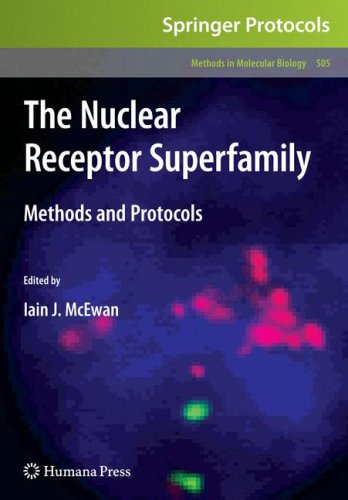 Springer Protocols
Methods in Molecular Biology 505
The Nuclear
Receptor Superfamily
Methods and Protocols
Edited by
Iain J. McEwan
Humana Press